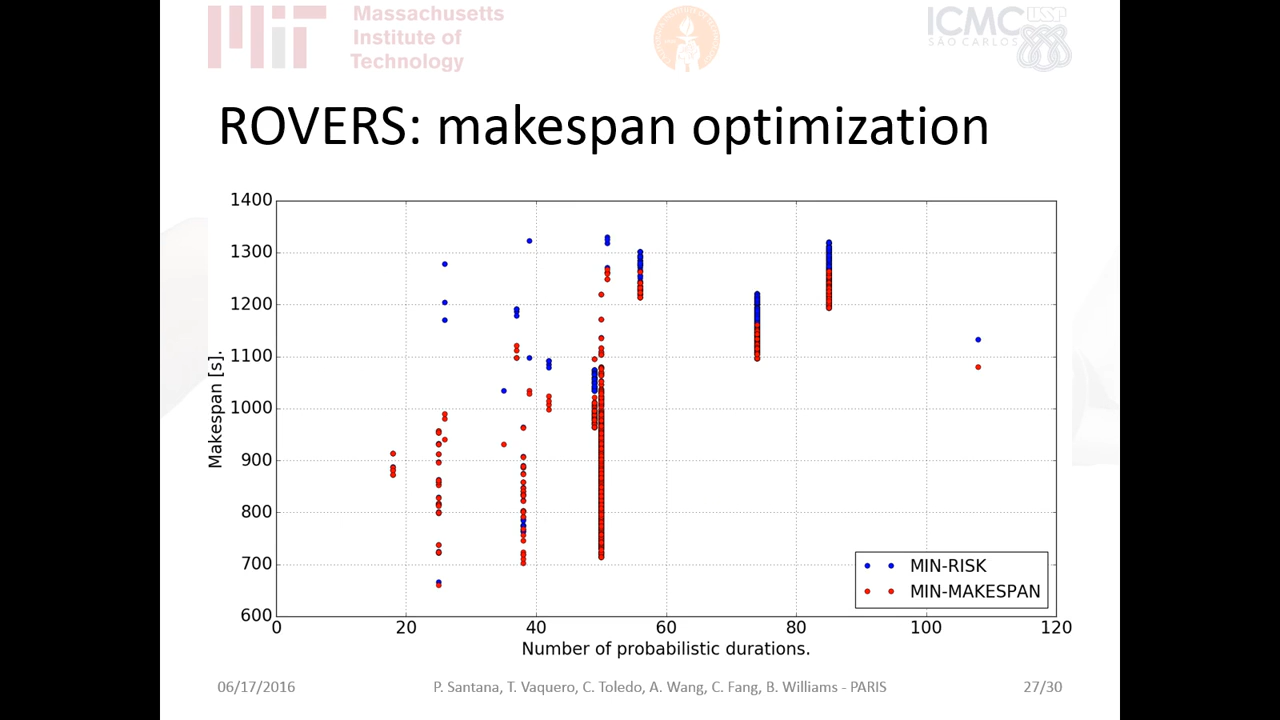 MIT
Massachusetts
Institute of
Technology
ICMC USP
SÃO CARLOS
ROVERS: makespan optimization
1400
1300
1200
1100
1000
900
800
700
600
Makespan [s].
MIN-RISK
MIN-MAKESPAN
0 20 40 60 80 100 120
Number of probabilistic durations.
06/17/2016 P. Santana, T. Vaquero, C. Toledo, A. Wang, C. Fang, B. Williams - PARIS 27/30